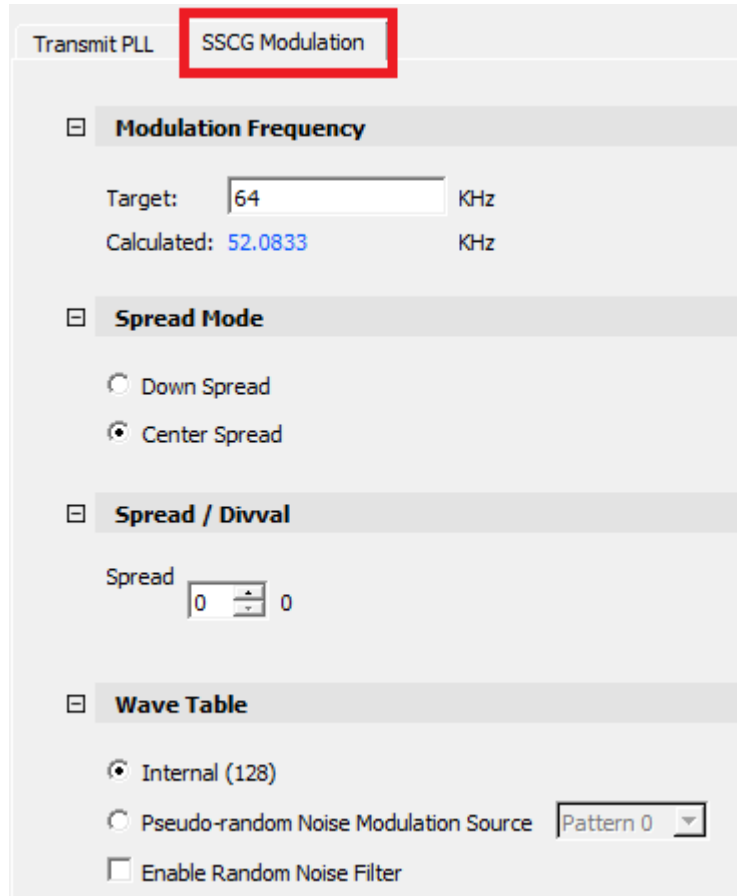 Transmit PLL SSCG Modulation
Modulation Frequency
Target: 64 KHz
Calculated: 52.0833 KHz
Spread Mode
Down Spread
Center Spread
Spread / Divval
Spread 0 0
Wave Table
Internal (128)
Pseudo-random Noise Modulation Source Pattern 0
Enable Random Noise Filter